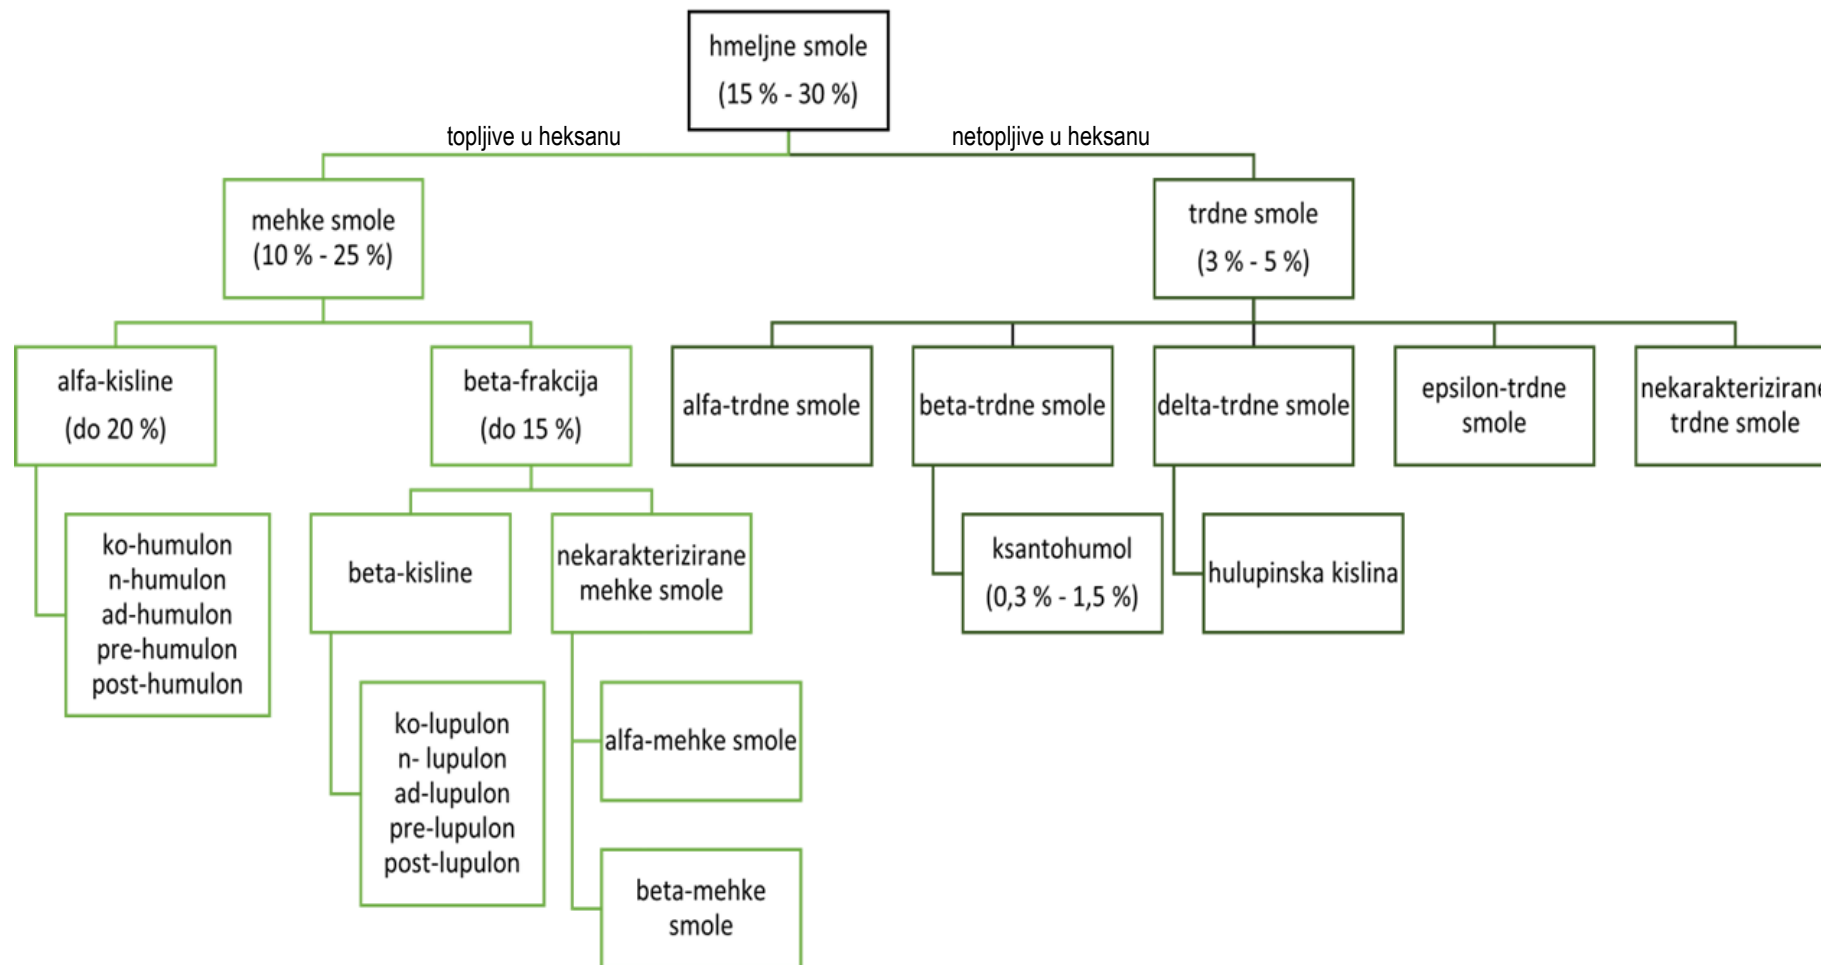 hmeljne smole
(15 % - 30 %)
topljive u heksanu
netopljive u heksanu
mehke smole
(10 % - 25 %)
trdne smole
(3 % - 5 %)
alfa-kisline
(do 20 %)
beta-frakcija
(do 15 %)
alfa-trdne smole
beta-trdne smole
delta-trdne smole
epsilon-trdne
smole
nekarakterizirane
trdne smole
ko-humulon
n-humulon
ad-humulon
pre-humulon
post-humulon
beta-kisline
nekarakterizirane
mehke smole
ksantohumol
(0,3 % - 1,5 %)
hulupinska kislina
ko-lupulon
n- lupulon
ad-lupulon
pre-lupulon
post-lupulon
alfa-mehke smole
beta-mehke
smole